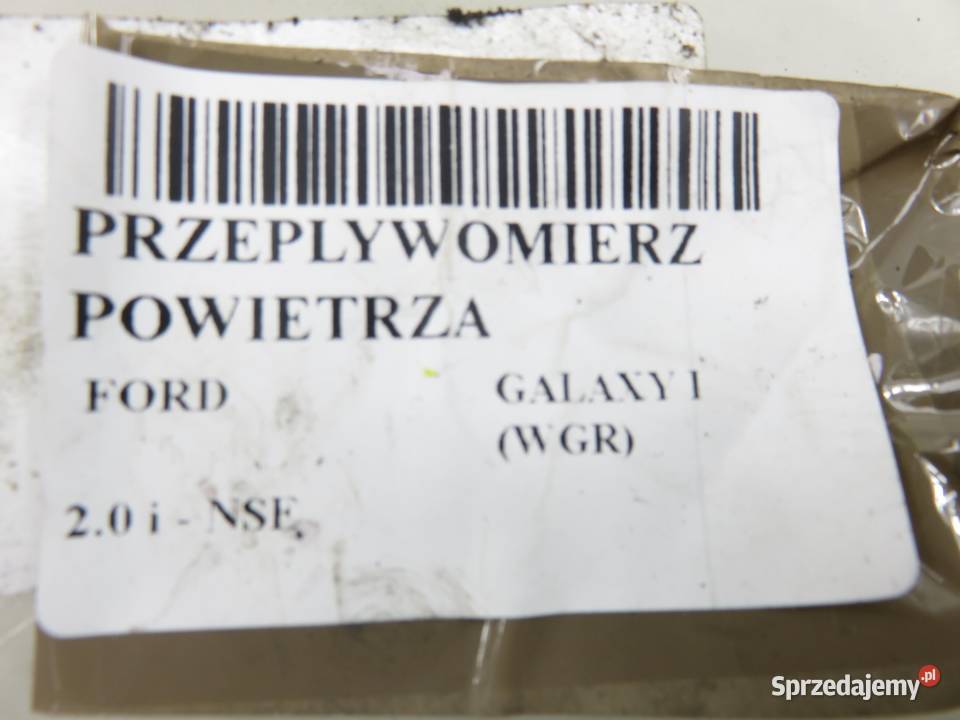 PRZEPLYWOMIERZ
POWIETRZA
FORD GALAXY I
(WGR)
2.0 i - NSE
Sprzedajemy.pl